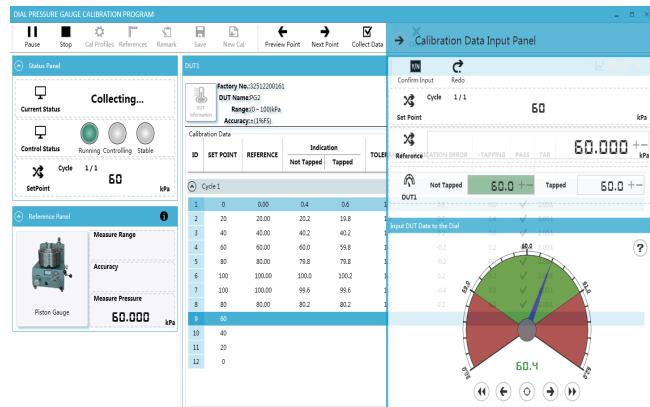 DIAL PRESSURE GAUGE CALIBRATION PROGRAM
Pause Stop Cal Profiles References Remark Save New Cal Preview Point Next Point Collect Data
Calibration Data Input Panel
Status Panel
Current Status Collecting...
Control Status Running Controlling Stable
SetPoint Cycle 1 / 1 60 kPa
Reference Panel
Measure Range
Accuracy
Piston Gauge
Measure Pressure 60.000 kPa
DUT1
DUT Information
Factory No.:32512200161
DUT Name:PG2
Range:(0~100)kPa
Accuracy:±(1%FS)
Calibration Data
ID SET POINT REFERENCE Indication
Not Tapped Tapped
Cycle 1
1 0 0.00 0.4 0.6
2 20 20.00 20.2 19.8
3 40 40.00 40.2 40.2
4 60 60.00 60.0 59.8
5 80 80.00 79.8 79.8
6 100 100.00 100.0 100.2
7 100 100.00 99.6 99.6
8 80 80.00 80.2 80.2
9 60
10 40
11 20
12 0
Y/N
Confirm Input Redo
Set Point Cycle 1 / 1 60 kPa
Reference 60.000 +− kPa
DUT1 Not Tapped 60.0 +− Tapped 60.0 +−
Input DUT Data to the Dial
?
60.0
61.0
60.4